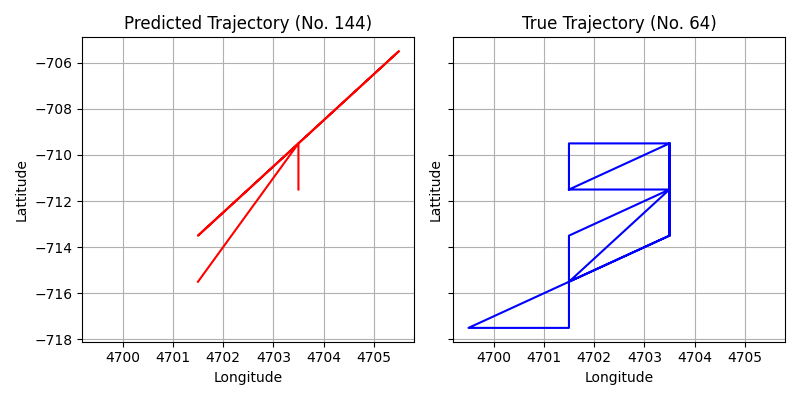 Predicted Trajectory (No. 144)
True Trajectory (No. 64)
−706
−708
−710
−712
−714
−716
−718
Lattitude
Lattitude
4700 4701 4702 4703 4704 4705
4700 4701 4702 4703 4704 4705
Longitude
Longitude